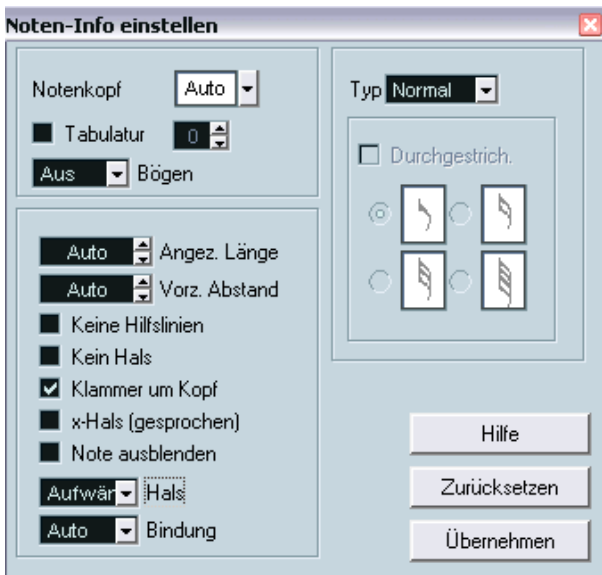 Noten-Info einstellen
Notenkopf Auto
Tabulatur 0
Aus Bögen
Auto Angez. Länge
Auto Vorz. Abstand
Keine Hilfslinien
Kein Hals
Klammer um Kopf
x-Hals (gesprochen)
Note ausblenden
Aufwär Hals
Auto Bindung
Typ Normal
Durchgestrich.
Hilfe
Zurücksetzen
Übernehmen